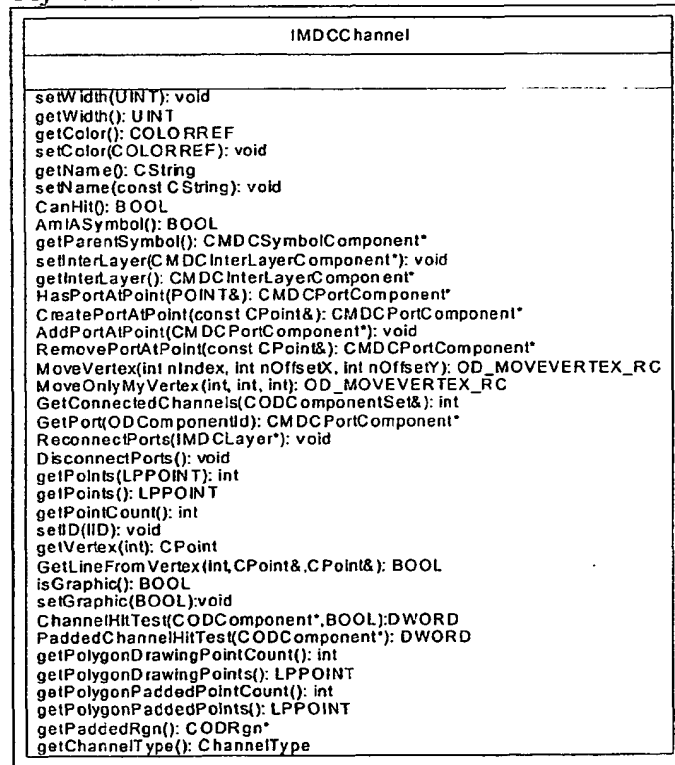 IMDCChannel
setWidth(UINT): void
getWidth(): UINT
getColor(): COLORREF
setColor(COLORREF): void
getName(): CString
setName(const CString): void
CanHit(): BOOL
AmIASymbol(): BOOL
getParentSymbol(): CMDCSymbolComponent*
setInterLayer(CMDCInterLayerComponent*): void
getInterLayer(): CMDCInterLayerComponent*
HasPortAtPoint(POINT&): CMDCPortComponent*
CreatePortAtPoint(const CPoint&): CMDCPortComponent*
AddPortAtPoint(CMDCPortComponent*): void
RemovePortAtPoint(const CPoint&): CMDCPortComponent*
MoveVertex(int nIndex, int nOffsetX, int nOffsetY): OD_MOVEVERTEX_RC
MoveOnlyMyVertex(int, int, int): OD_MOVEVERTEX_RC
GetConnectedChannels(CODComponentSet&): int
GetPort(ODComponentId): CMDCPortComponent*
ReconnectPorts(IMDCLayer*): void
DisconnectPorts(): void
getPoints(LPPOINT): int
getPoints(): LPPOINT
getPointCount(): int
setID(IID): void
getVertex(int): CPoint
GetLineFromVertex(int,CPoint&,CPoint&): BOOL
isGraphic(): BOOL
setGraphic(BOOL):void
ChannelHitTest(CODComponent*,BOOL):DWORD
PaddedChannelHitTest(CODComponent*): DWORD
getPolygonDrawingPointCount(): int
getPolygonDrawingPoints(): LPPOINT
getPolygonPaddedPointCount(): int
getPolygonPaddedPoints(): LPPOINT
getPaddedRgn(): CODRgn*
getChannelType(): ChannelType